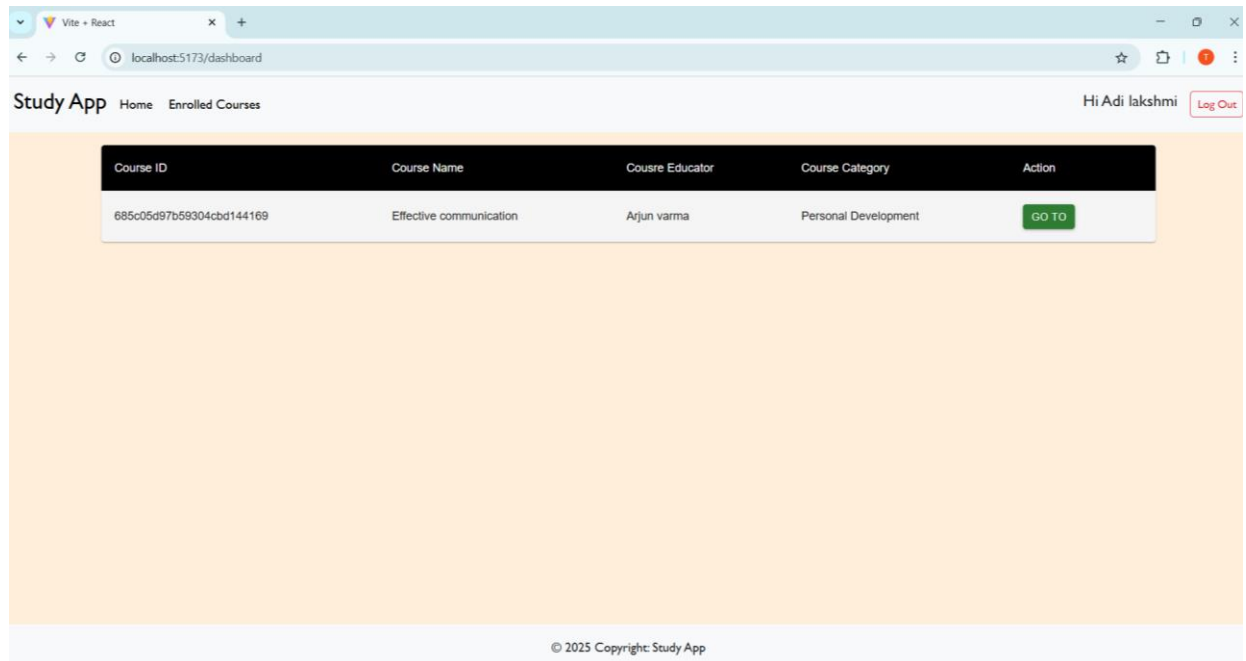 Vite + React
localhost:5173/dashboard
T
Study App Home Enrolled Courses Hi Adi lakshmi Log Out
Course ID Course Name Cousre Educator Course Category Action
685c05d97b59304cbd144169 Effective communication Arjun varma Personal Development GO TO
© 2025 Copyright: Study App